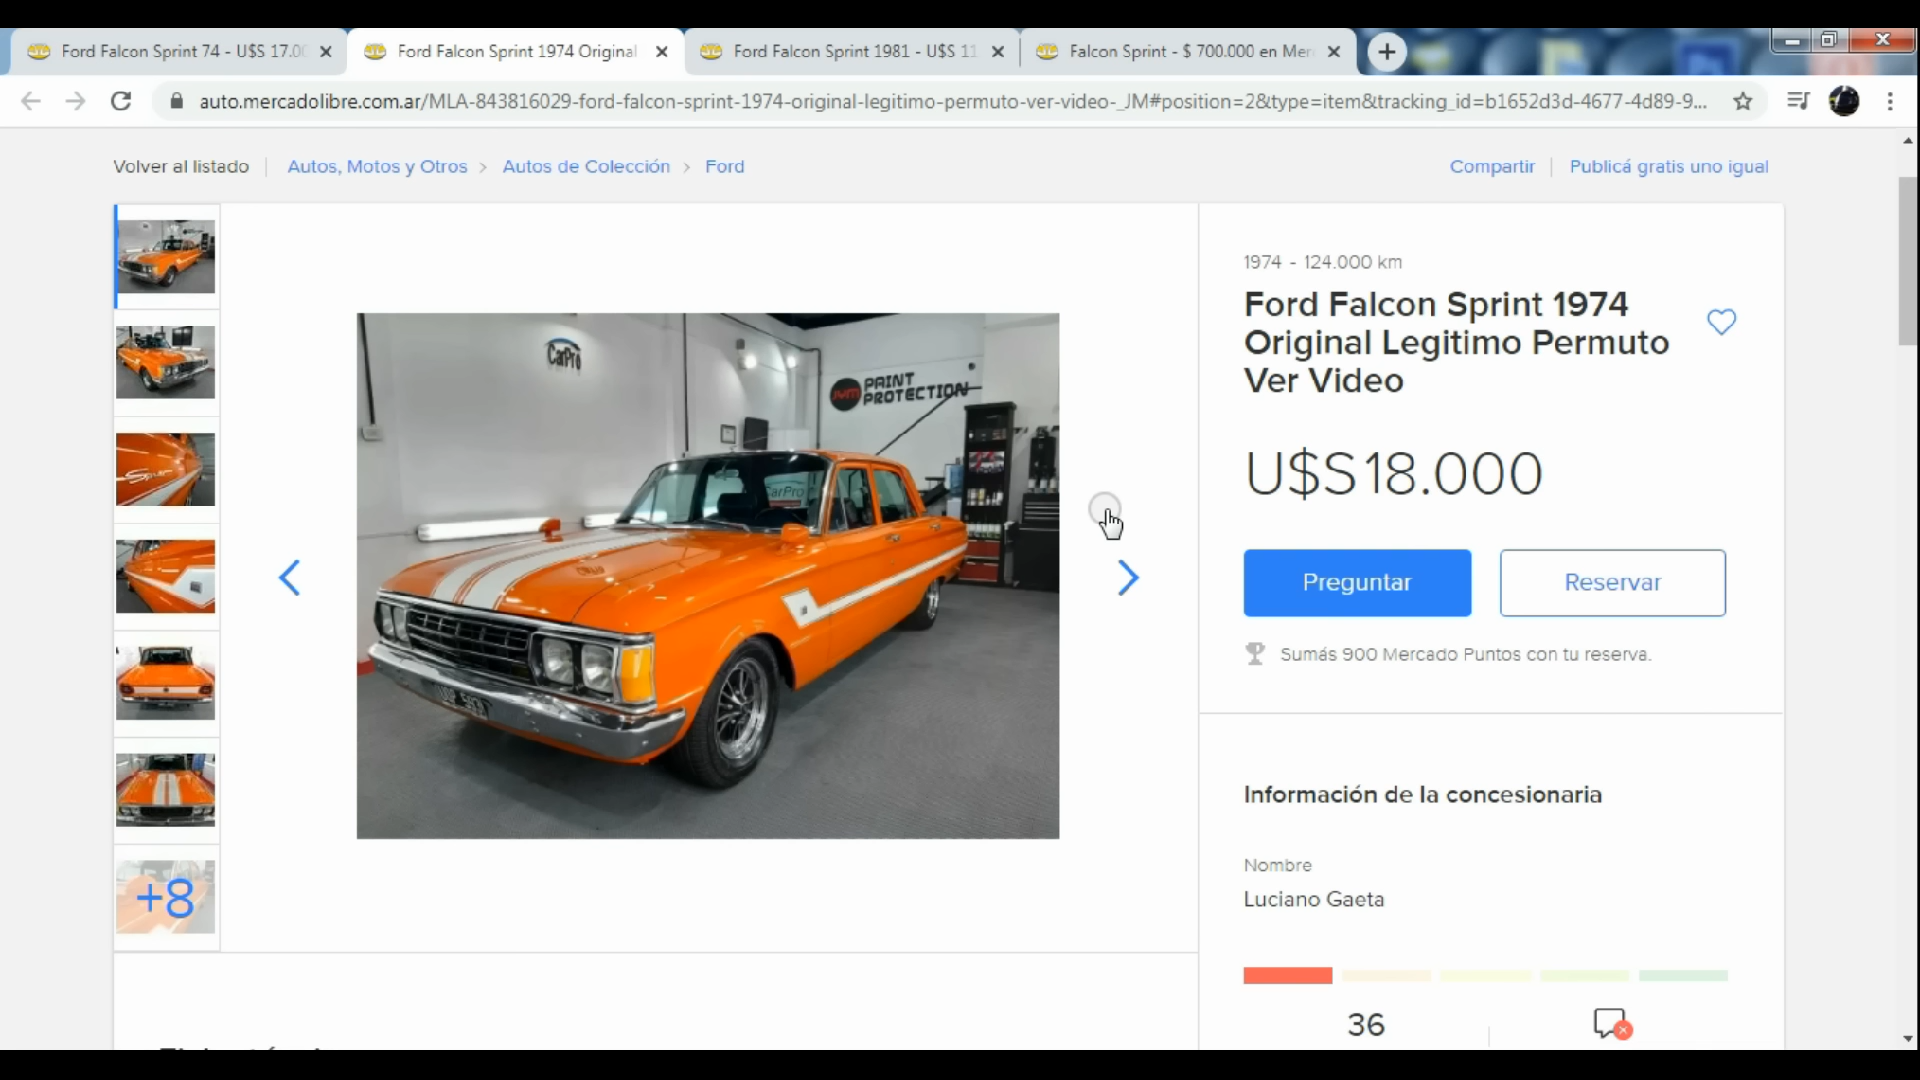 Ford Falcon Sprint 74 - U$S 17.00
Ford Falcon Sprint 1974 Original
Ford Falcon Sprint 1981 - U$S 11
Falcon Sprint - $ 700.000 en Mer
auto.mercadolibre.com.ar/MLA-843816029-ford-falcon-sprint-1974-original-legitimo-permuto-ver-video-_JM#position=2&type=item&tracking_id=b1652d3d-4677-4d89-9...
Volver al listado
Autos, Motos y Otros > Autos de Colección > Ford
Compartir
Publicá gratis uno igual
1974 - 124.000 km
Ford Falcon Sprint 1974
Original Legitimo Permuto
Ver Video
U$S 18.000
Preguntar
Reservar
Sumás 900 Mercado Puntos con tu reserva.
CarPro
PAINT
PROTECTION
CarPro
Sprint
+8
Información de la concesionaria
Nombre
Luciano Gaeta
36